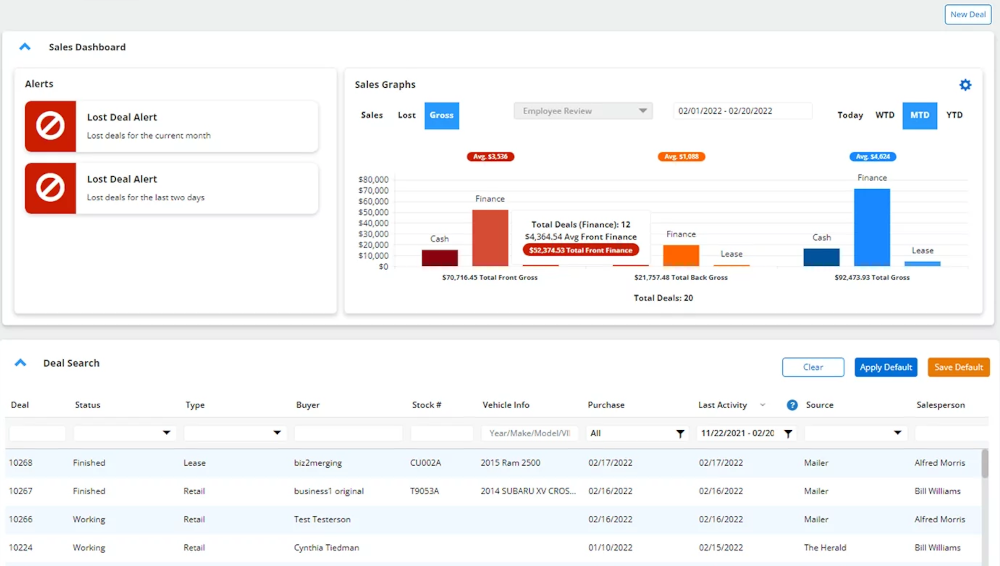 New Deal
Sales Dashboard
Alerts
Lost Deal Alert
Lost deals for the current month
Lost Deal Alert
Lost deals for the last two days
Sales Graphs
Sales Lost Gross Employee Review 02/01/2022 - 02/20/2022 Today WTD MTD YTD
Avg. $3,536 Avg. $1,088 Avg. $4,624
$80,000
$70,000
$60,000
$50,000
$40,000
$30,000
$20,000
$10,000
$0
Cash Finance
Total Deals (Finance): 12
$4,364.54 Avg Front Finance
$52,374.53 Total Front Finance
Finance Lease
Cash Finance Lease
$70,716.45 Total Front Gross $21,757.48 Total Back Gross $92,473.93 Total Gross
Total Deals: 20
Deal Search
Clear Apply Default Save Default
Deal Status Type Buyer Stock # Vehicle Info Purchase Last Activity ? Source Salesperson
Year/Make/Model/VI All 11/22/2021 - 02/20
10268 Finished Lease biz2merging CU002A 2015 Ram 2500 02/17/2022 02/17/2022 Mailer Alfred Morris
10267 Finished Retail business1 original T9053A 2014 SUBARU XV CROS... 02/16/2022 02/16/2022 Mailer Bill Williams
10266 Working Retail Test Testerson 02/16/2022 02/16/2022 Mailer Alfred Morris
10224 Working Retail Cynthia Tiedman 01/10/2022 02/15/2022 The Herald Bill Williams